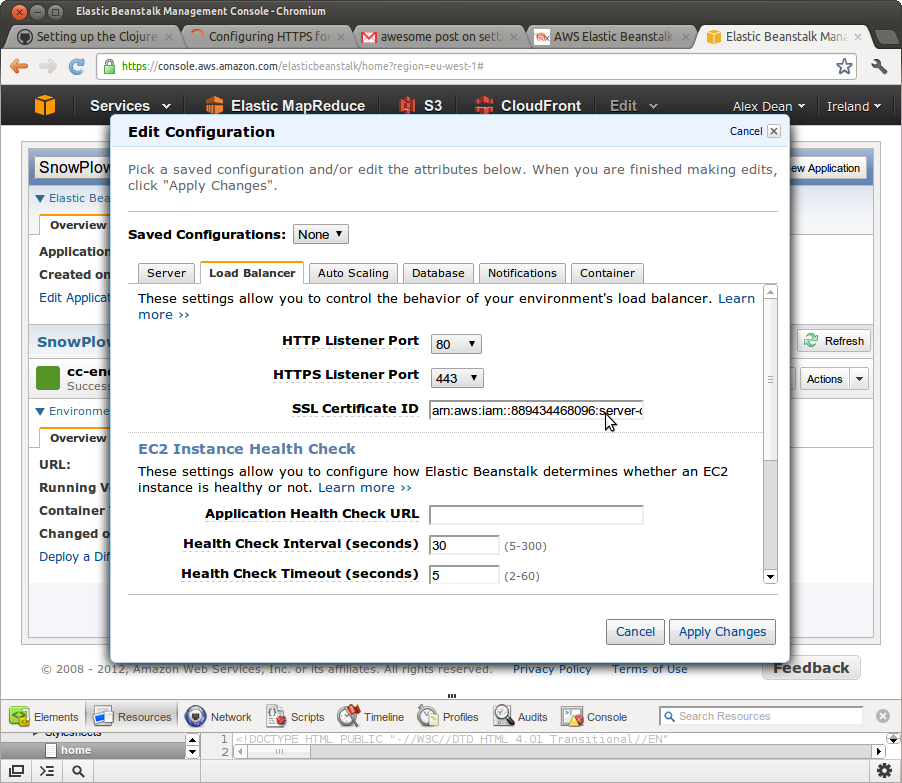 Elastic Beanstalk Management Console - Chromium
Setting up the Clojure
Configuring HTTPS fo
awesome post on sett
AWS Elastic Beanstalk
Elastic Beanstalk Mana
https://console.aws.amazon.com/elasticbeanstalk/home?region=eu-west-1#
Services
Elastic MapReduce
S3
CloudFront
Edit
Alex Dean
Ireland
Edit Configuration
Cancel
SnowPlow
ew Application
Pick a saved configuration and/or edit the attributes below. When you are finished making edits,
click "Apply Changes".
Elastic Bea
Overview
Saved Configurations:
None
Application
Created on
Edit Applicat
Server
Load Balancer
Auto Scaling
Database
Notifications
Container
These settings allow you to control the behavior of your environment's load balancer. Learn
more >>
HTTP Listener Port
80
SnowPlow
Refresh
HTTPS Listener Port
443
cc-end
Success
Actions
SSL Certificate ID
arn:aws:iam::889434468096:server-c
Environme
Overview
EC2 Instance Health Check
These settings allow you to configure how Elastic Beanstalk determines whether an EC2
instance is healthy or not. Learn more >>
URL:
Running V
Container
Changed o
Deploy a Dif
Application Health Check URL
Health Check Interval (seconds)
30
(5-300)
Health Check Timeout (seconds)
5
(2-60)
Cancel
Apply Changes
© 2008 - 2012, Amazon Web Services, Inc. or its affiliates. All rights reserved.
Privacy Policy
Terms of Use
Feedback
Elements
Resources
Network
Scripts
Timeline
Profiles
Audits
Console
Search Resources
Stylesheets
home
1
<!DOCTYPE HTML PUBLIC "-//W3C//DTD HTML 4.01 Transitional//EN"
2